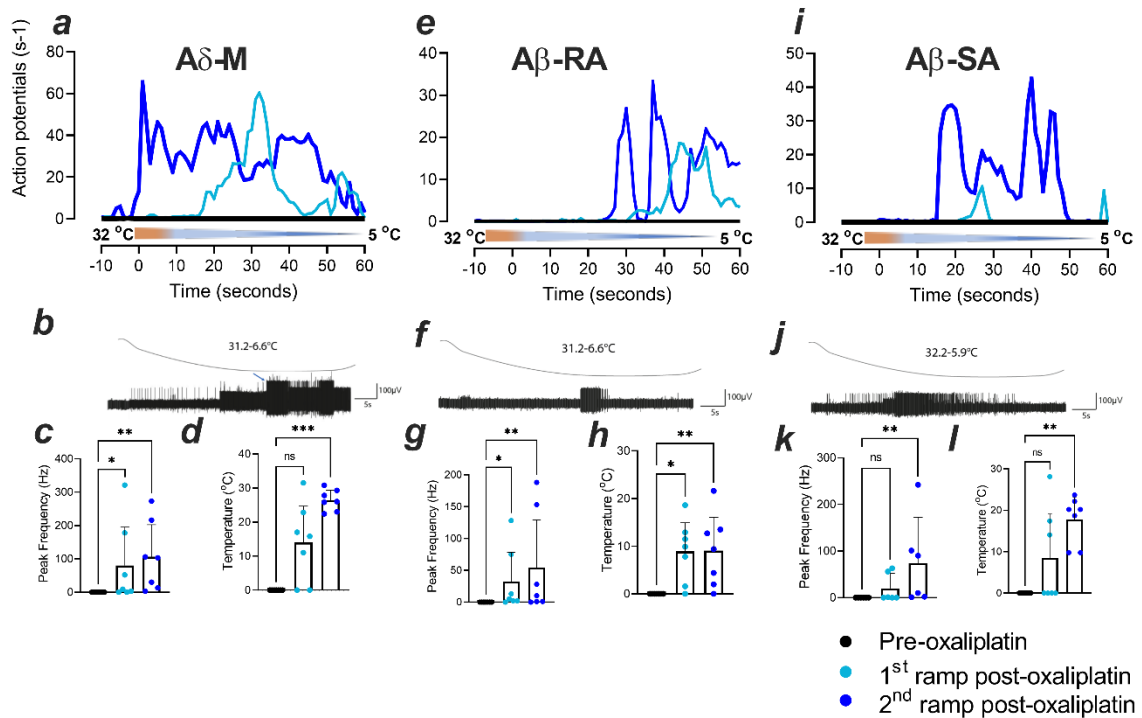 a
e
i
Aδ-M
Aβ-RA
Aβ-SA
Action potentials (s-1)
80
60
40
20
0
32 °C
5 °C
-10 0 10 20 30 40 50 60
Time (seconds)
40
30
20
10
0
32 °C
5 °C
-10 0 10 20 30 40 50 60
Time (seconds)
50
40
30
20
10
0
32 °C
5 °C
-10 0 10 20 30 40 50 60
Time (seconds)
b
31.2-6.6°C
100µV
5s
f
31.2-6.6°C
100µV
5s
j
32.2-5.9°C
100µV
5s
c
**
*
Peak Frequency (Hz)
400
300
200
100
0
d
***
ns
Temperature (°C)
40
30
20
10
0
g
**
*
Peak Frequency (Hz)
200
150
100
50
0
h
**
*
Temperature (°C)
30
20
10
0
k
**
ns
Peak Frequency (Hz)
300
200
100
0
l
**
ns
Temperature (°C)
30
20
10
0
Pre-oxaliplatin
1st ramp post-oxaliplatin
2nd ramp post-oxaliplatin